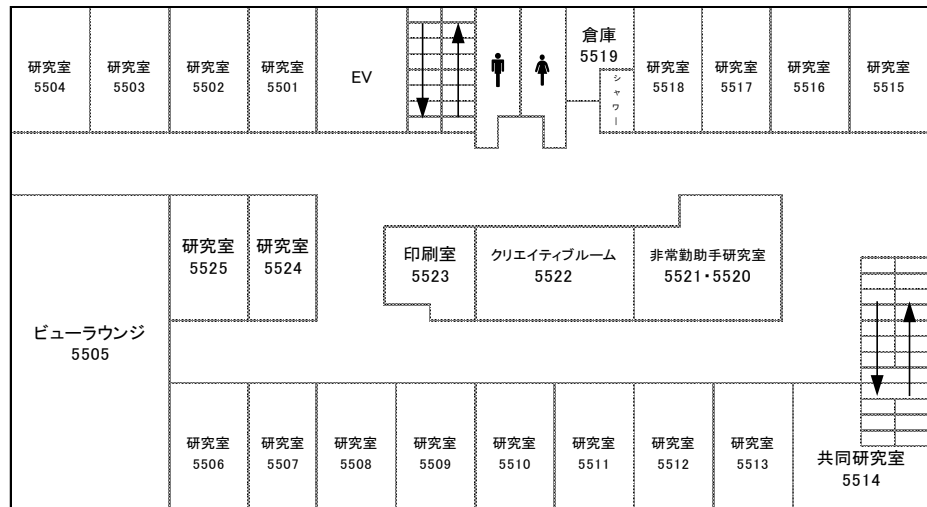 研究室
5504
研究室
5503
研究室
5502
研究室
5501
EV
倉庫
5519
シャワー
研究室
5518
研究室
5517
研究室
5516
研究室
5515
研究室
5525
研究室
5524
印刷室
5523
クリエイティブルーム
5522
非常勤助手研究室
5521・5520
ビューラウンジ
5505
研究室
5506
研究室
5507
研究室
5508
研究室
5509
研究室
5510
研究室
5511
研究室
5512
研究室
5513
共同研究室
5514